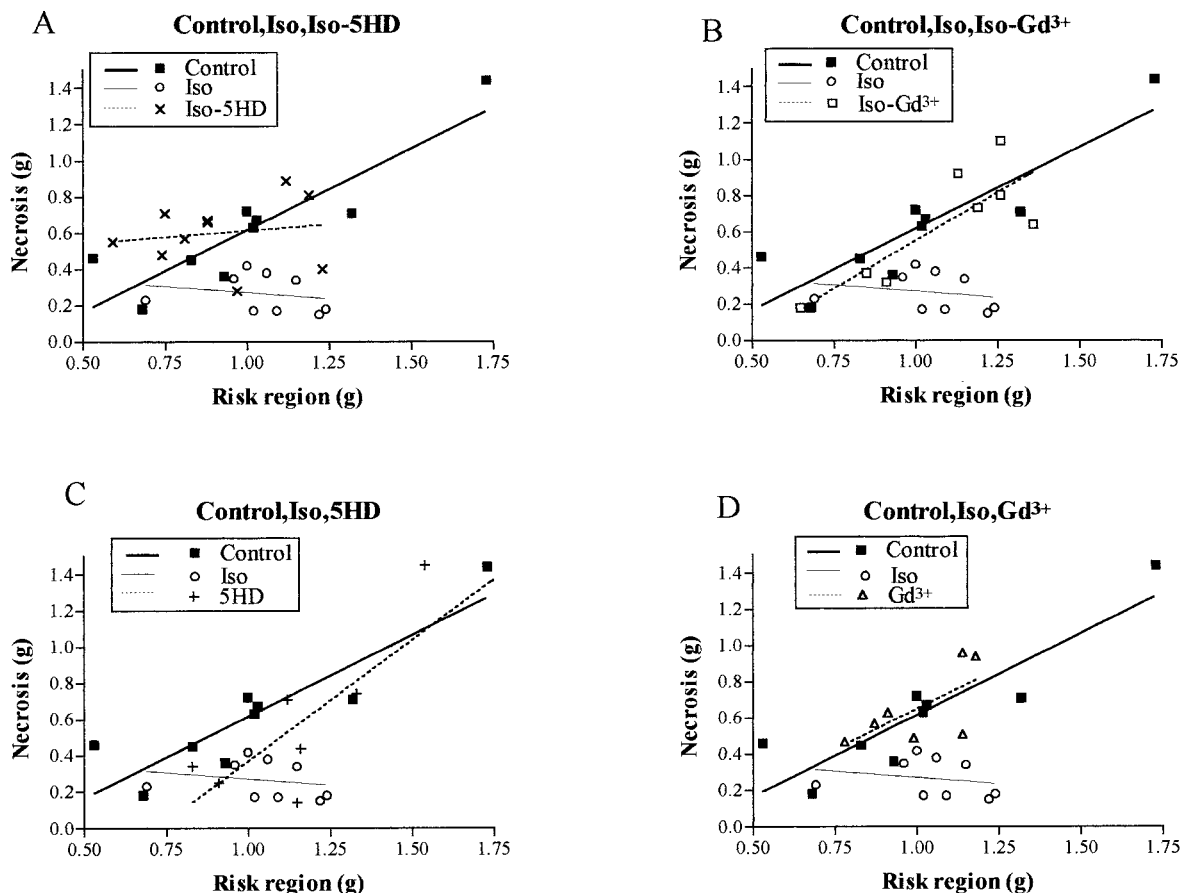 A
Control,Iso,Iso-5HD
Control
Iso
Iso-5HD
1.4
1.2
1.0
0.8
0.6
0.4
0.2
0.0
Necrosis (g)
0.50
0.75
1.00
1.25
1.50
1.75
Risk region (g)
B
Control,Iso,Iso-Gd³⁺
Control
Iso
Iso-Gd³⁺
1.4
1.2
1.0
0.8
0.6
0.4
0.2
0.0
Necrosis (g)
0.50
0.75
1.00
1.25
1.50
1.75
Risk region (g)
C
Control,Iso,5HD
Control
Iso
5HD
1.4
1.2
1.0
0.8
0.6
0.4
0.2
0.0
Necrosis (g)
0.50
0.75
1.00
1.25
1.50
1.75
Risk region (g)
D
Control,Iso,Gd³⁺
Control
Iso
Gd³⁺
1.4
1.2
1.0
0.8
0.6
0.4
0.2
0.0
Necrosis (g)
0.50
0.75
1.00
1.25
1.50
1.75
Risk region (g)